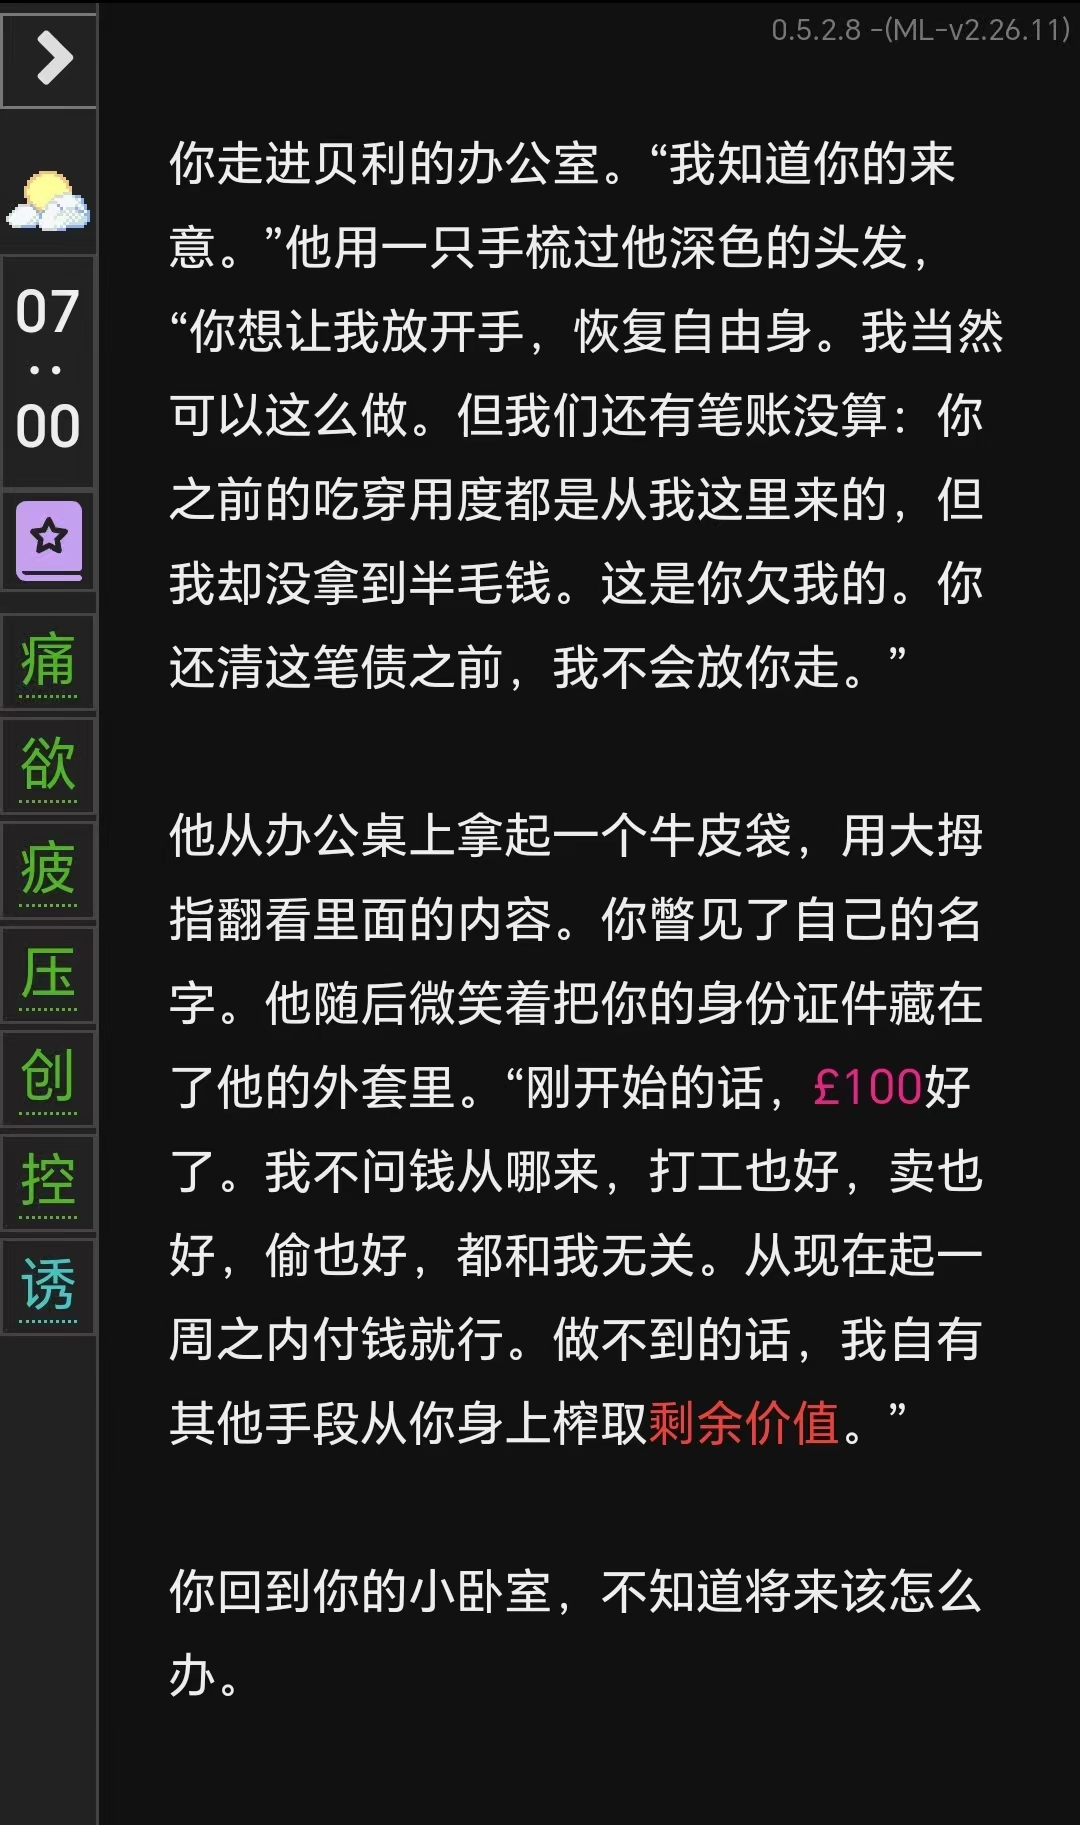 0.5.2.8 -(ML-v2.26.11)
07
:
00
痛
欲
疲
压
创
控
诱
你走进贝利的办公室。“我知道你的来
意。”他用一只手梳过他深色的头发，
“你想让我放开手，恢复自由身。我当然
可以这么做。但我们还有笔账没算：你
之前的吃穿用度都是从我这里来的，但
我却没拿到半毛钱。这是你欠我的。你
还清这笔债之前，我不会放你走。”
他从办公桌上拿起一个牛皮袋，用大拇
指翻看里面的内容。你瞥见了自己的名
字。他随后微笑着把你的身份证件藏在
了他的外套里。“刚开始的话，£100好
了。我不问钱从哪来，打工也好，卖也
好，偷也好，都和我无关。从现在起一
周之内付钱就行。做不到的话，我自有
其他手段从你身上榨取剩余价值。”
你回到你的小卧室，不知道将来该怎么
办。